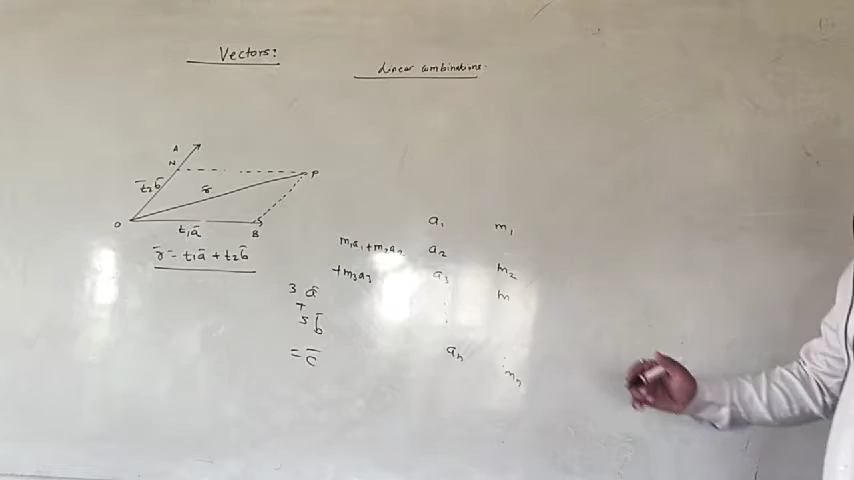 Vectors:
Linear combinations.
A
N
P
t₂b̄
r̄
O
t₁ā
B
r̄ = t₁ā + t₂b̄
a₁ m₁
m₁a₁+m₂a₂ a₂ m₂
+m₃a₃ a₃ m
3 ā
+
5 b̄
= c̄
aₙ mₙ